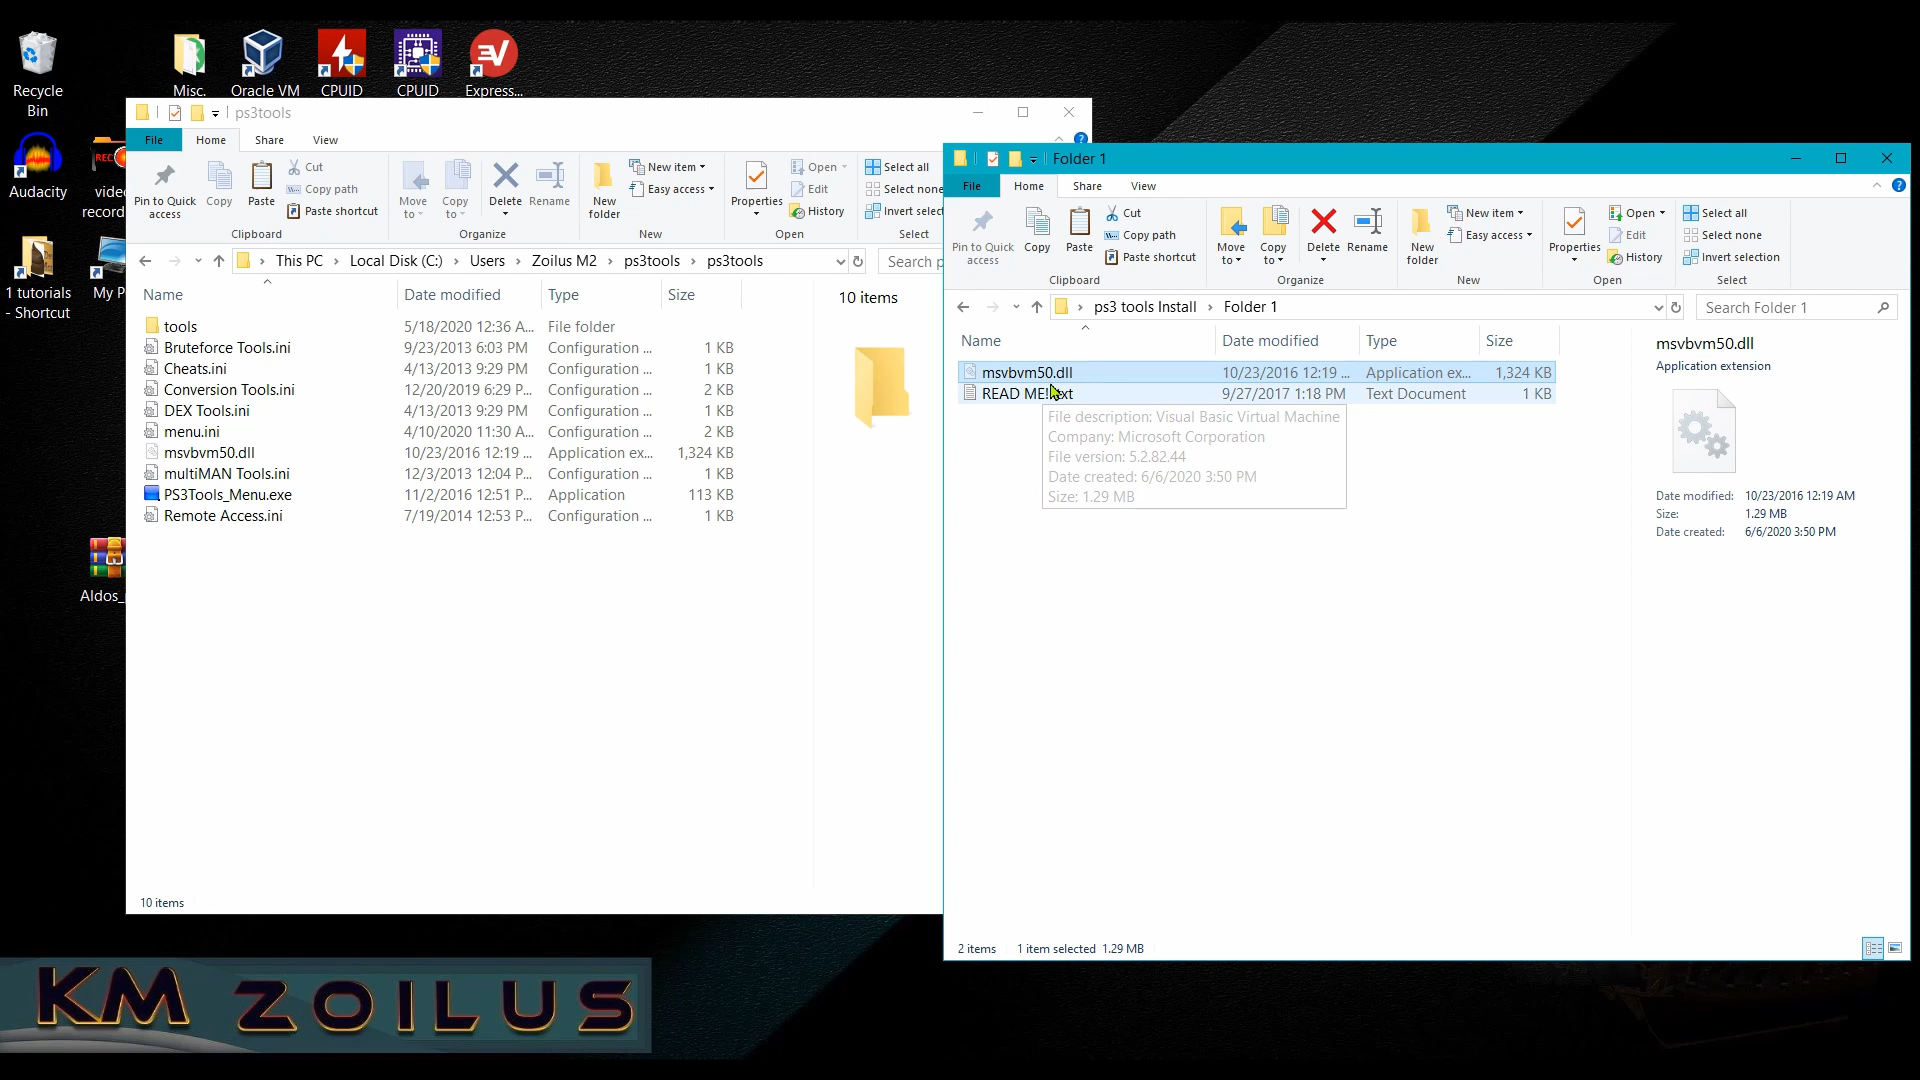 Recycle Bin
Misc.
Oracle VM
CPUID
CPUID
Express...
Audacity
REC
video
record
1 tutorials - Shortcut
My P
Aldos_
ps3tools
File
Home
Share
View
Pin to Quick access
Copy
Paste
Cut
Copy path
Paste shortcut
Clipboard
Move to
Copy to
Delete
Rename
Organize
New folder
New item
Easy access
New
Properties
Open
Edit
History
Open
Select all
Select none
Invert select
Select
This PC > Local Disk (C:) > Users > Zoilus M2 > ps3tools > ps3tools
Search p
Name Date modified Type Size
tools 5/18/2020 12:36 A... File folder
Bruteforce Tools.ini 9/23/2013 6:03 PM Configuration ... 1 KB
Cheats.ini 4/13/2013 9:29 PM Configuration ... 1 KB
Conversion Tools.ini 12/20/2019 6:29 P... Configuration ... 2 KB
DEX Tools.ini 4/13/2013 9:29 PM Configuration ... 1 KB
menu.ini 4/10/2020 11:30 A... Configuration ... 2 KB
msvbvm50.dll 10/23/2016 12:19 ... Application ex... 1,324 KB
multiMAN Tools.ini 12/3/2013 12:04 P... Configuration ... 1 KB
PS3Tools_Menu.exe 11/2/2016 12:51 P... Application 113 KB
Remote Access.ini 7/19/2014 12:53 P... Configuration ... 1 KB
10 items
10 items
Folder 1
File
Home
Share
View
Pin to Quick access
Copy
Paste
Cut
Copy path
Paste shortcut
Clipboard
Move to
Copy to
Delete
Rename
Organize
New folder
New item
Easy access
New
Properties
Open
Edit
History
Open
Select all
Select none
Invert selection
Select
ps3 tools Install > Folder 1
Search Folder 1
Name Date modified Type Size
msvbvm50.dll 10/23/2016 12:19 ... Application ex... 1,324 KB
READ ME!.txt 9/27/2017 1:18 PM Text Document 1 KB
File description: Visual Basic Virtual Machine
Company: Microsoft Corporation
File version: 5.2.82.44
Date created: 6/6/2020 3:50 PM
Size: 1.29 MB
msvbvm50.dll
Application extension
Date modified: 10/23/2016 12:19 AM
Size: 1.29 MB
Date created: 6/6/2020 3:50 PM
2 items 1 item selected 1.29 MB
KM ZOILUS